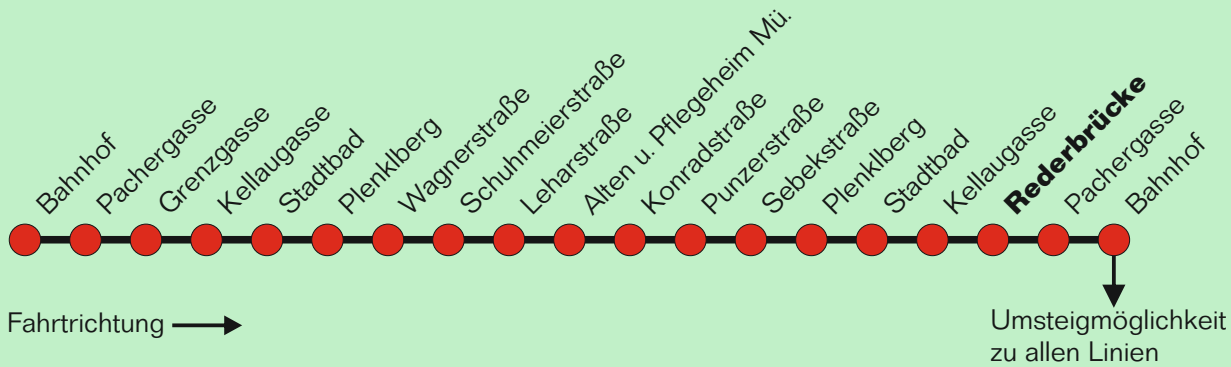 Bahnhof
Pachergasse
Grenzgasse
Kellaugasse
Stadtbad
Plenklberg
Wagnerstraße
Schuhmeierstraße
Leharstraße
Alten u. Pflegeheim Mü.
Konradstraße
Punzerstraße
Sebekstraße
Plenklberg
Stadtbad
Kellaugasse
Rederbrücke
Pachergasse
Bahnhof
Fahrtrichtung
Umsteigmöglichkeit
zu allen Linien